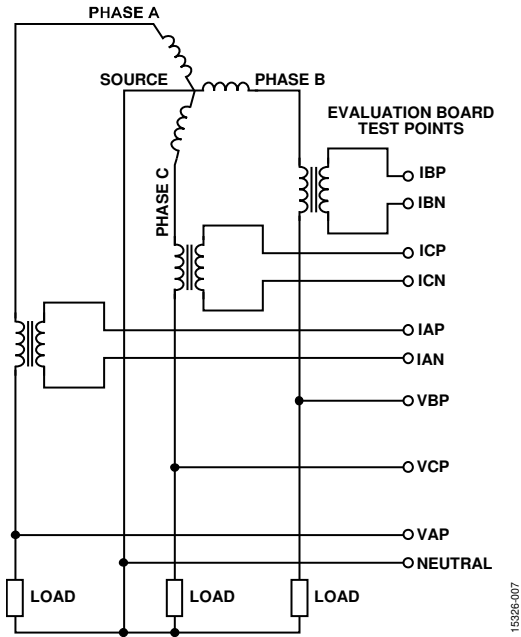 PHASE A
SOURCE
PHASE B
EVALUATION BOARD
TEST POINTS
IBP
IBN
PHASE C
ICP
ICN
IAP
IAN
VBP
VCP
VAP
NEUTRAL
LOAD
LOAD
LOAD
15326-007